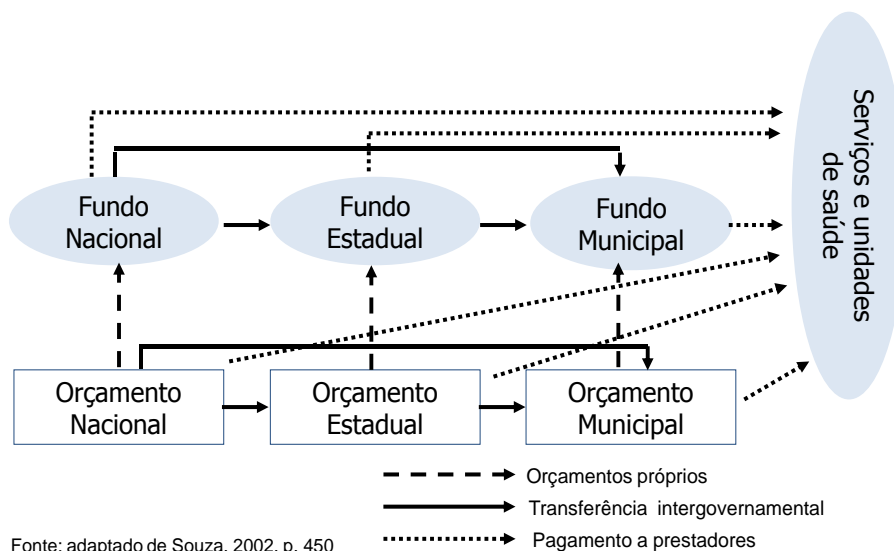 Serviços e unidades
de saúde
Fundo
Nacional
Fundo
Estadual
Fundo
Municipal
Orçamento
Nacional
Orçamento
Estadual
Orçamento
Municipal
Orçamentos próprios
Transferência intergovernamental
Pagamento a prestadores
Fonte: adaptado de Souza, 2002, p. 450